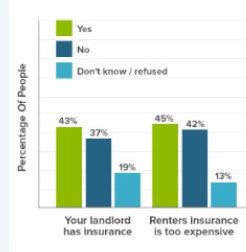 Yes
No
Don't know / refused
Percentage Of People
43%
37%
19%
45%
42%
13%
Your landlord
has insurance
Renters insurance
is too expensive